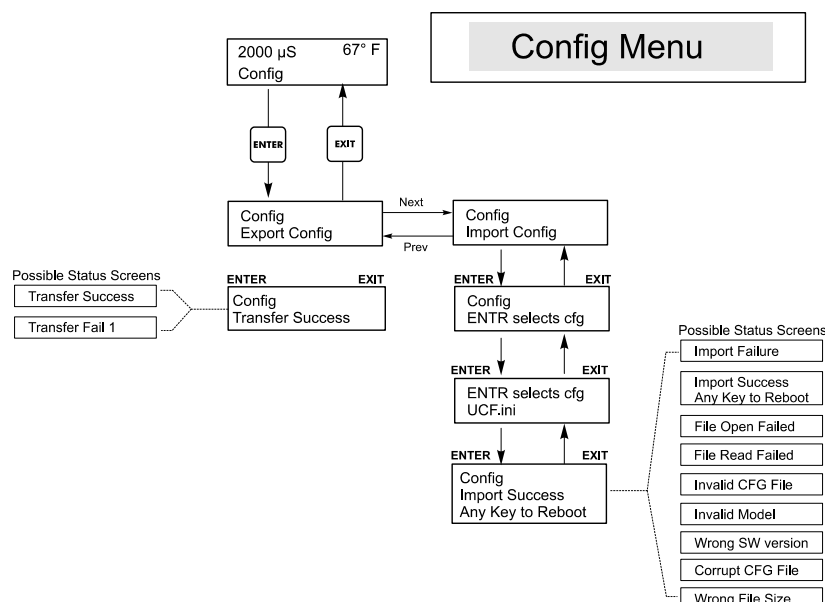 Config Menu
2000 µS 67° F
Config
ENTER
EXIT
Config
Export Config
Next
Prev
Config
Import Config
Possible Status Screens
Transfer Success
Transfer Fail 1
ENTER EXIT
Config
Transfer Success
ENTER EXIT
Config
ENTR selects cfg
ENTER EXIT
ENTR selects cfg
UCF.ini
ENTER EXIT
Config
Import Success
Any Key to Reboot
Possible Status Screens
Import Failure
Import Success
Any Key to Reboot
File Open Failed
File Read Failed
Invalid CFG File
Invalid Model
Wrong SW version
Corrupt CFG File
Wrong File Size